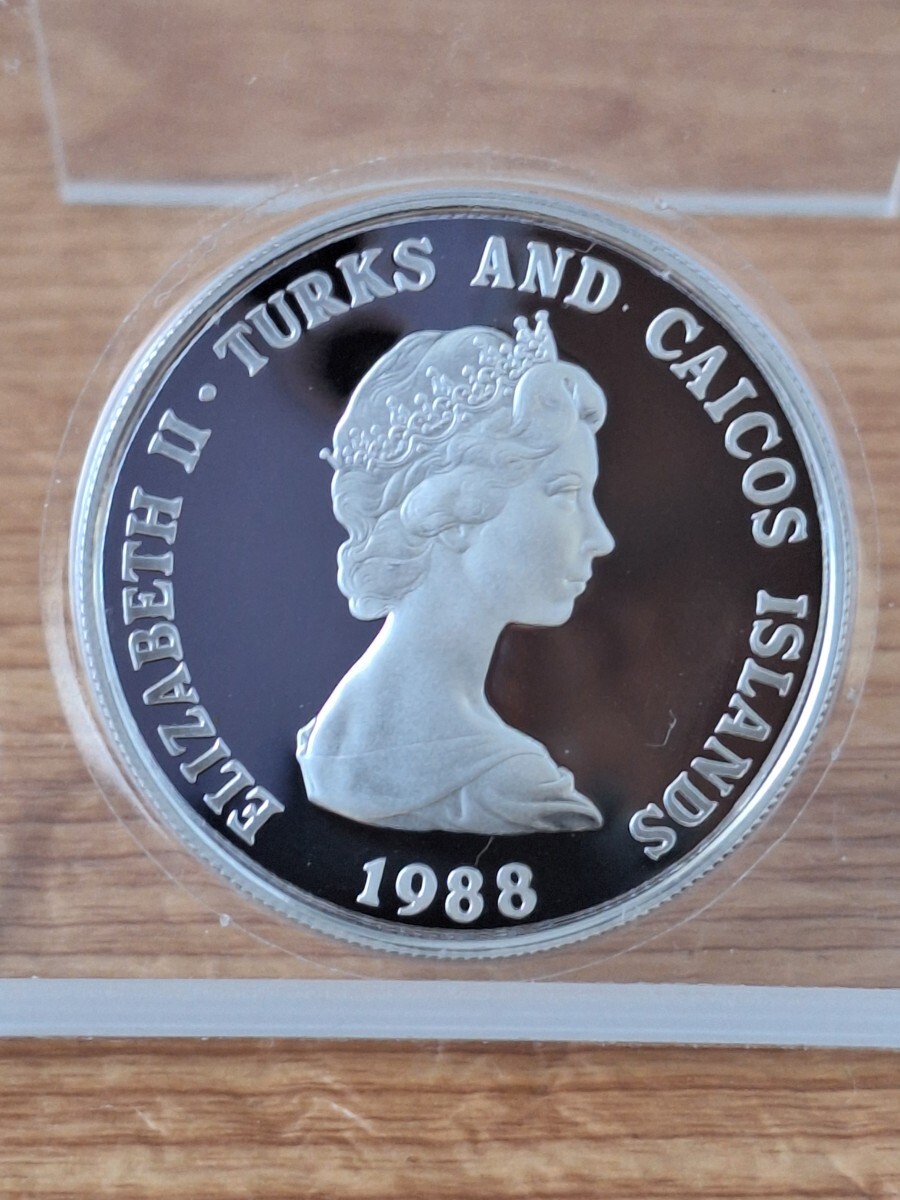 ELIZABETH II · TURKS AND CAICOS ISLANDS
1988